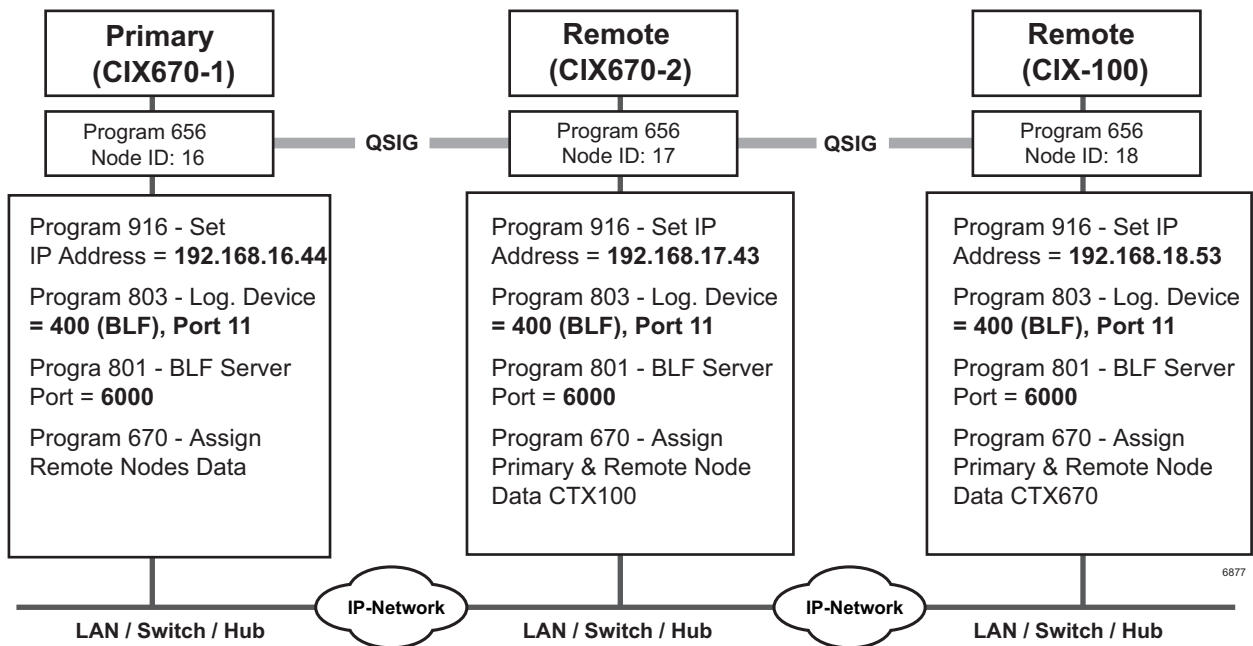 Primary
(CIX670-1)
Remote
(CIX670-2)
Remote
(CIX-100)
Program 656
Node ID: 16
QSIG
Program 656
Node ID: 17
QSIG
Program 656
Node ID: 18
Program 916 - Set
IP Address = 192.168.16.44
Program 803 - Log. Device
= 400 (BLF), Port 11
Progra 801 - BLF Server
Port = 6000
Program 670 - Assign
Remote Nodes Data
Program 916 - Set IP
Address = 192.168.17.43
Program 803 - Log. Device
= 400 (BLF), Port 11
Program 801 - BLF Server
Port = 6000
Program 670 - Assign
Primary & Remote Node
Data CTX100
Program 916 - Set IP
Address = 192.168.18.53
Program 803 - Log. Device
= 400 (BLF), Port 11
Program 801 - BLF Server
Port = 6000
Program 670 - Assign
Primary & Remote Node
Data CTX670
6877
IP-Network
IP-Network
LAN / Switch / Hub
LAN / Switch / Hub
LAN / Switch / Hub